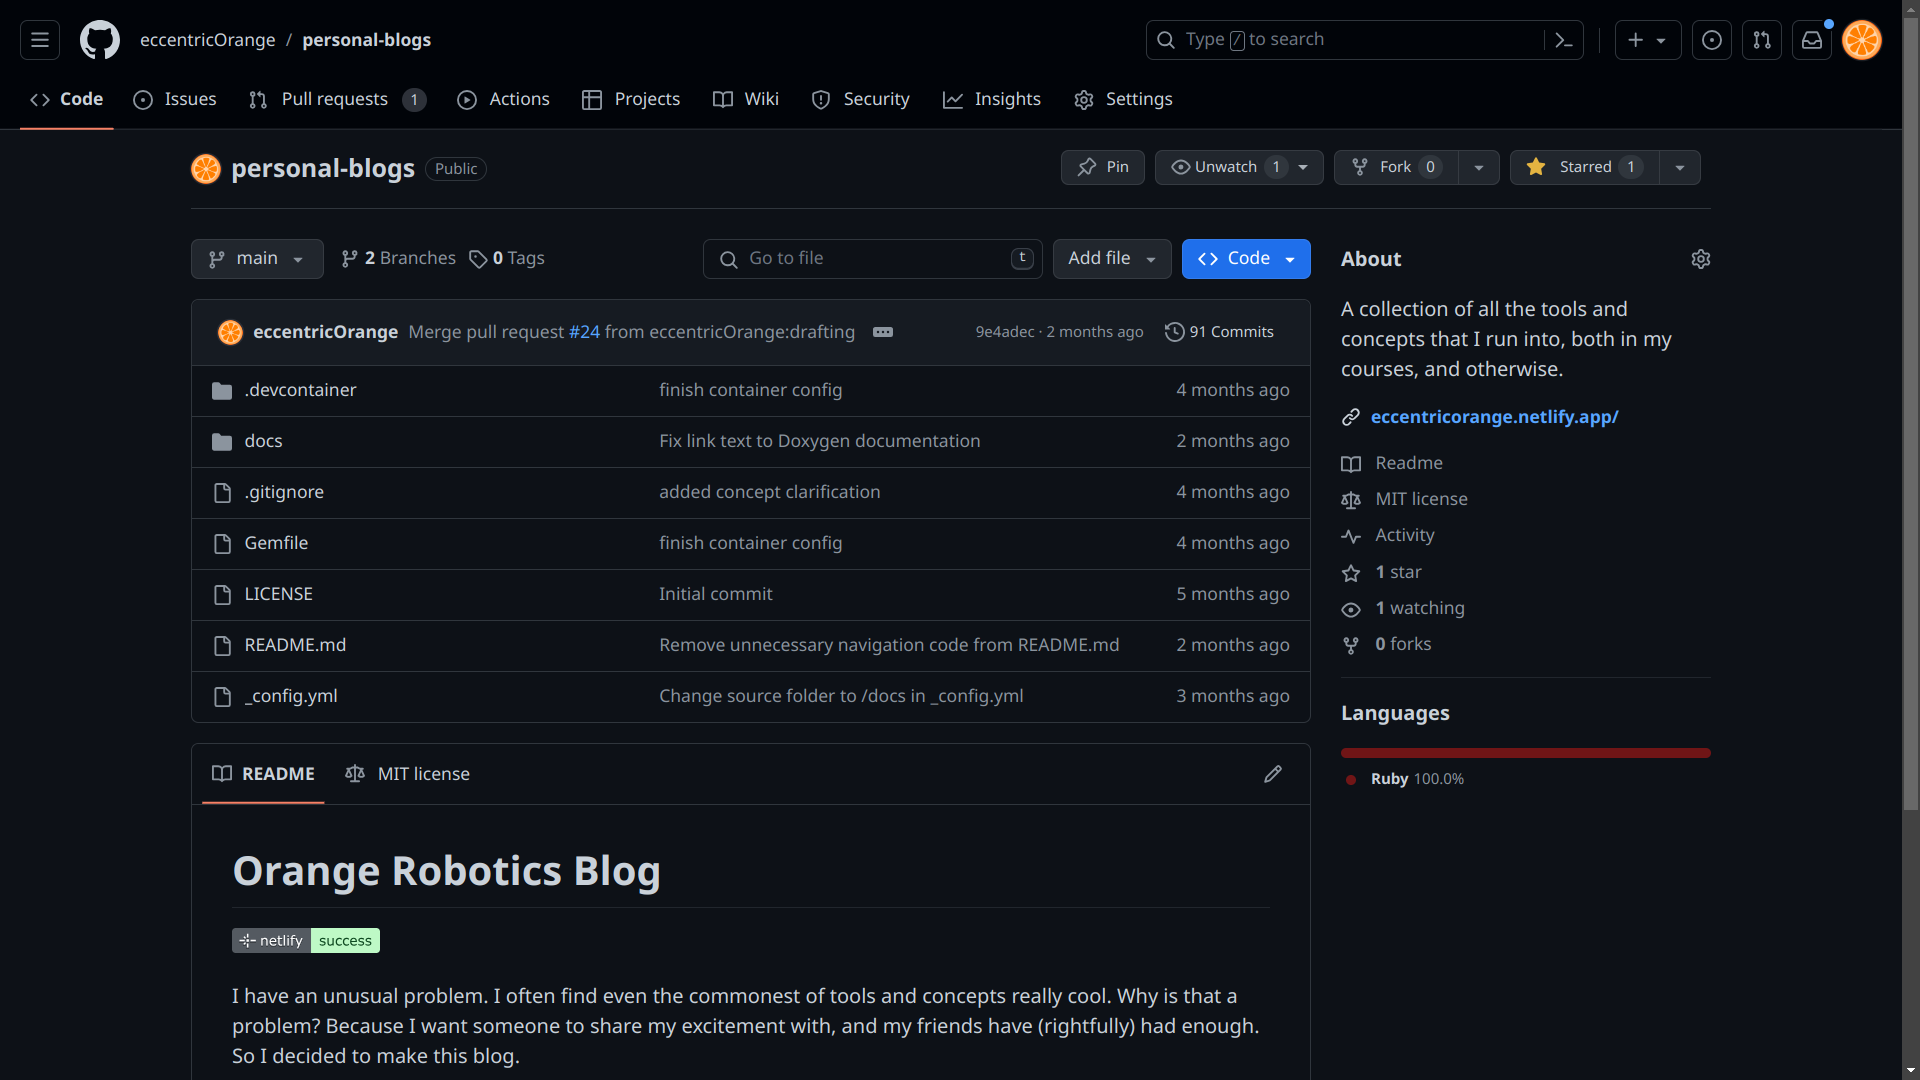 eccentricOrange / personal-blogs
Type / to search
Code
Issues
Pull requests 1
Actions
Projects
Wiki
Security
Insights
Settings
personal-blogs Public
Pin
Unwatch 1
Fork 0
Starred 1
main
2 Branches
0 Tags
Go to file t
Add file
Code
eccentricOrange Merge pull request #24 from eccentricOrange:drafting
9e4adec · 2 months ago
91 Commits
.devcontainer finish container config 4 months ago
docs Fix link text to Doxygen documentation 2 months ago
.gitignore added concept clarification 4 months ago
Gemfile finish container config 4 months ago
LICENSE Initial commit 5 months ago
README.md Remove unnecessary navigation code from README.md 2 months ago
_config.yml Change source folder to /docs in _config.yml 3 months ago
README
MIT license
Orange Robotics Blog
netlify success
I have an unusual problem. I often find even the commonest of tools and concepts really cool. Why is that a
problem? Because I want someone to share my excitement with, and my friends have (rightfully) had enough.
So I decided to make this blog.
About
A collection of all the tools and
concepts that I run into, both in my
courses, and otherwise.
eccentricorange.netlify.app/
Readme
MIT license
Activity
1 star
1 watching
0 forks
Languages
Ruby 100.0%